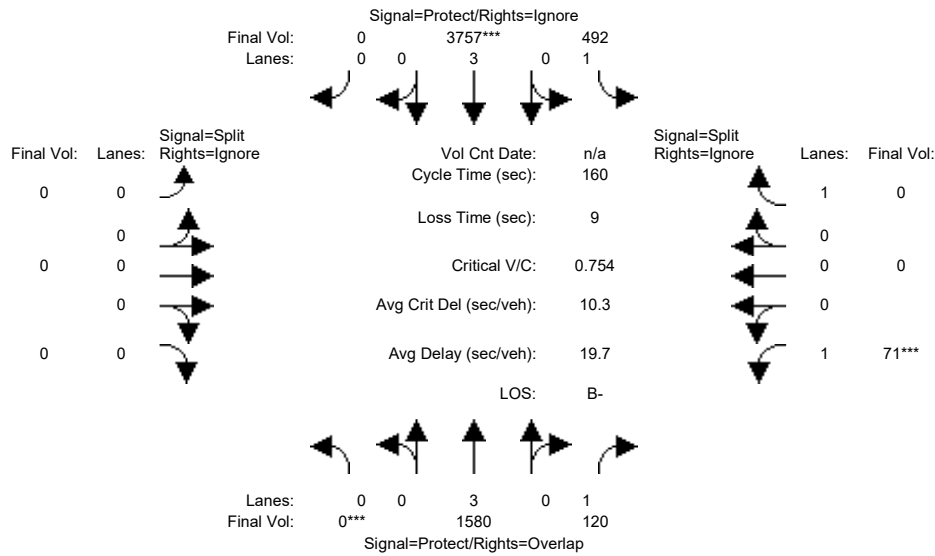 Signal=Protect/Rights=Ignore
Final Vol: 0 3757*** 492
Lanes: 0 0 3 0 1
Signal=Split
Final Vol: Lanes: Rights=Ignore
Vol Cnt Date: n/a
Signal=Split
Rights=Ignore Lanes: Final Vol:
Cycle Time (sec): 160
0 0
1 0
Loss Time (sec): 9
0
0
0 0
Critical V/C: 0.754
0 0
0
Avg Crit Del (sec/veh): 10.3
0
0 0
Avg Delay (sec/veh): 19.7
1 71***
LOS: B-
Lanes: 0 0 3 0 1
Final Vol: 0*** 1580 120
Signal=Protect/Rights=Overlap